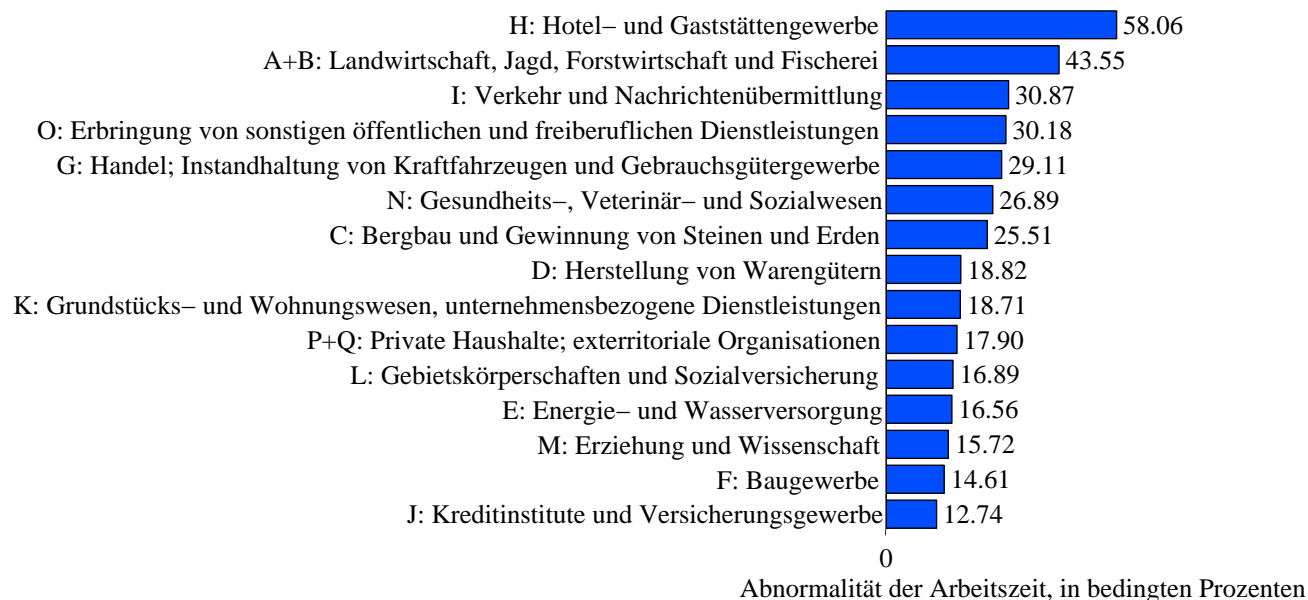 H: Hotel− und Gaststättengewerbe 58.06
A+B: Landwirtschaft, Jagd, Forstwirtschaft und Fischerei 43.55
I: Verkehr und Nachrichtenübermittlung 30.87
O: Erbringung von sonstigen öffentlichen und freiberuflichen Dienstleistungen 30.18
G: Handel; Instandhaltung von Kraftfahrzeugen und Gebrauchsgütergewerbe 29.11
N: Gesundheits−, Veterinär− und Sozialwesen 26.89
C: Bergbau und Gewinnung von Steinen und Erden 25.51
D: Herstellung von Warengütern 18.82
K: Grundstücks− und Wohnungswesen, unternehmensbezogene Dienstleistungen 18.71
P+Q: Private Haushalte; exterritoriale Organisationen 17.90
L: Gebietskörperschaften und Sozialversicherung 16.89
E: Energie− und Wasserversorgung 16.56
M: Erziehung und Wissenschaft 15.72
F: Baugewerbe 14.61
J: Kreditinstitute und Versicherungsgewerbe 12.74
0
Abnormalität der Arbeitszeit, in bedingten Prozenten